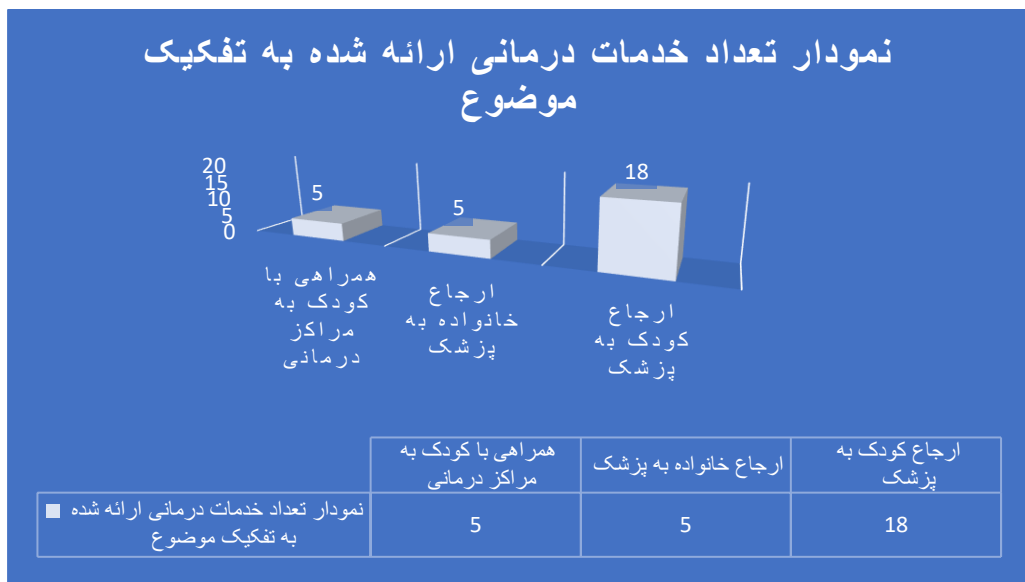 نمودار تعداد خدمات درمانی ارائه شده به تفکیک
موضوع
20
15
10
5
0
5
5
18
همراهی با
کودک به
مراکز
درمانی
ارجاع
خانواده به
پزشک
ارجاع
کودک به
پزشک
همراهی با کودک به
مراکز درمانی
ارجاع خانواده به پزشک
ارجاع کودک به
پزشک
نمودار تعداد خدمات درمانی ارائه شده
به تفکیک موضوع
5
5
18